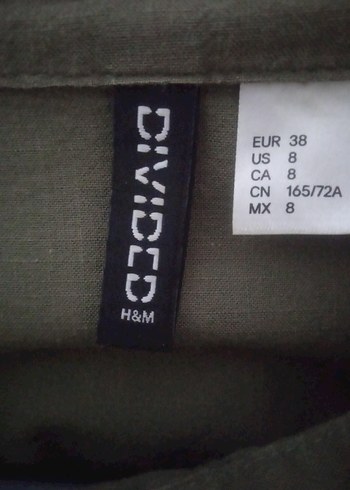 DIVIDED
H&M
EUR 38
US 8
CA 8
CN 165/72A
MX 8